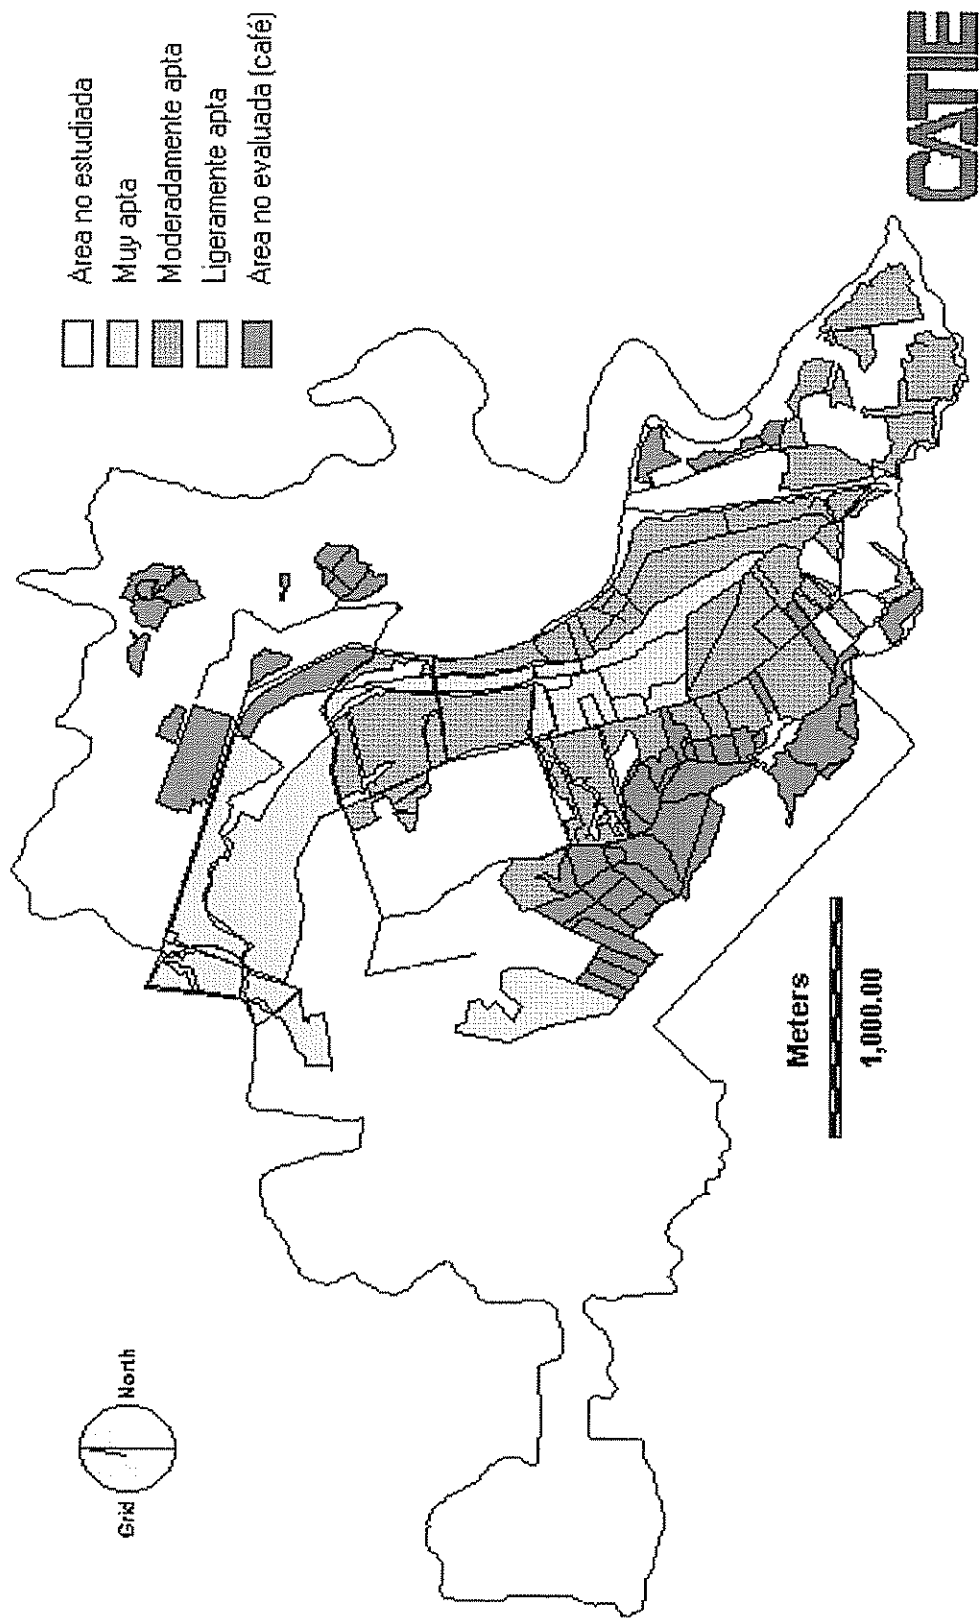 Area no estudiada
Muy apta
Moderadamente apta
Ligeramente apta
Area no evaluada (café)
CATIE
Grid North
Meters
1,000.00